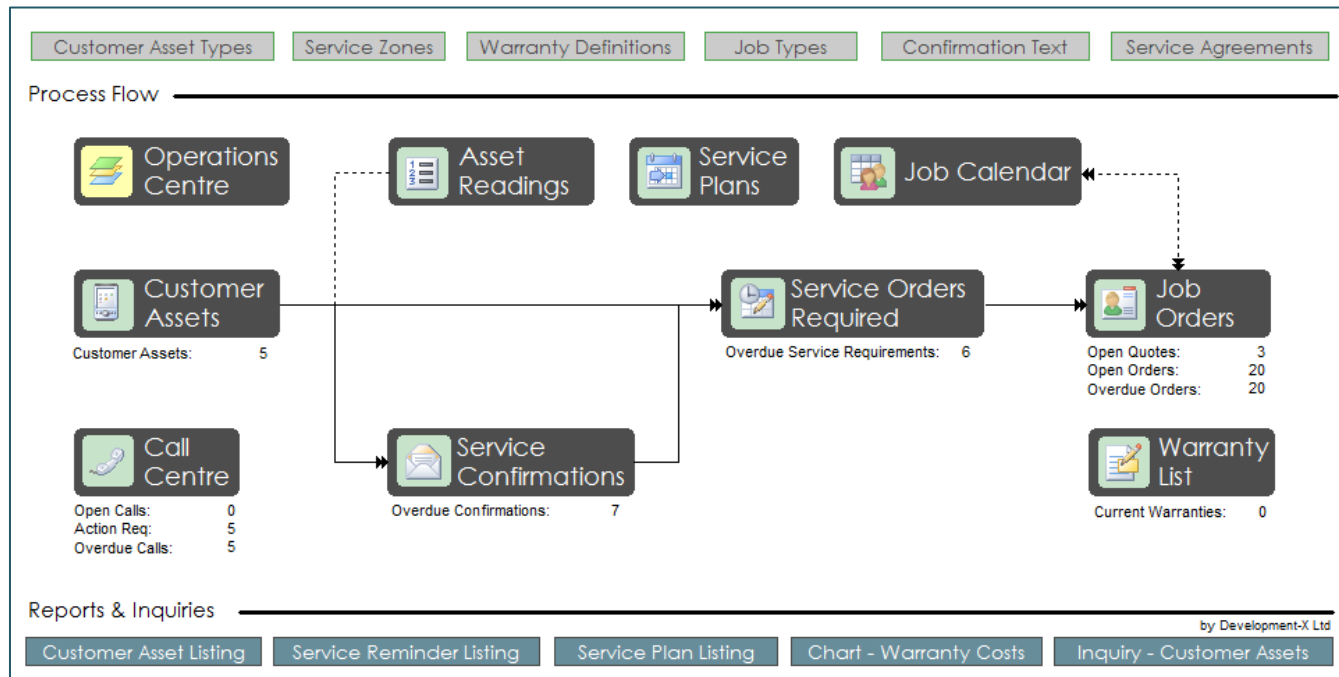 Customer Asset Types
Service Zones
Warranty Definitions
Job Types
Confirmation Text
Service Agreements
Process Flow
Operations
Centre
1
2
3
Asset
Readings
Service
Plans
Job Calendar
Customer
Assets
Customer Assets: 5
Service Orders
Required
Overdue Service Requirements: 6
Job
Orders
Open Quotes: 3
Open Orders: 20
Overdue Orders: 20
Call
Centre
Open Calls: 0
Action Req: 5
Overdue Calls: 5
Service
Confirmations
Overdue Confirmations: 7
Warranty
List
Current Warranties: 0
Reports & Inquiries
by Development-X Ltd
Customer Asset Listing
Service Reminder Listing
Service Plan Listing
Chart - Warranty Costs
Inquiry - Customer Assets